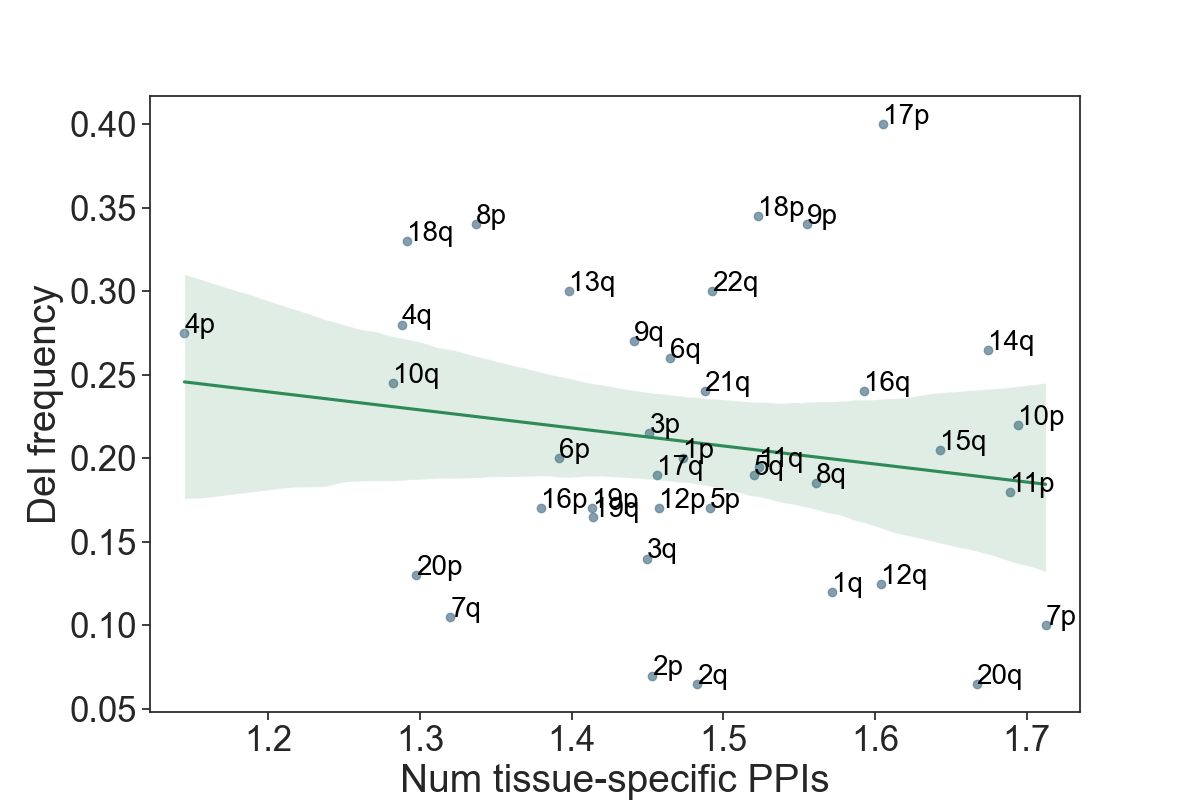 0.40
0.35
0.30
0.25
0.20
0.15
0.10
0.05
Del frequency
17p
18p
9p
8p
18q
13q
22q
4q
4p
9q
6q
14q
10q
21q
16q
10p
3p
1p
6p
11q
15q
17q
5q
8q
11p
16p
19p
19q
12p
5p
3q
20p
12q
1q
7q
7p
2p
2q
20q
1.2 1.3 1.4 1.5 1.6 1.7
Num tissue-specific PPIs